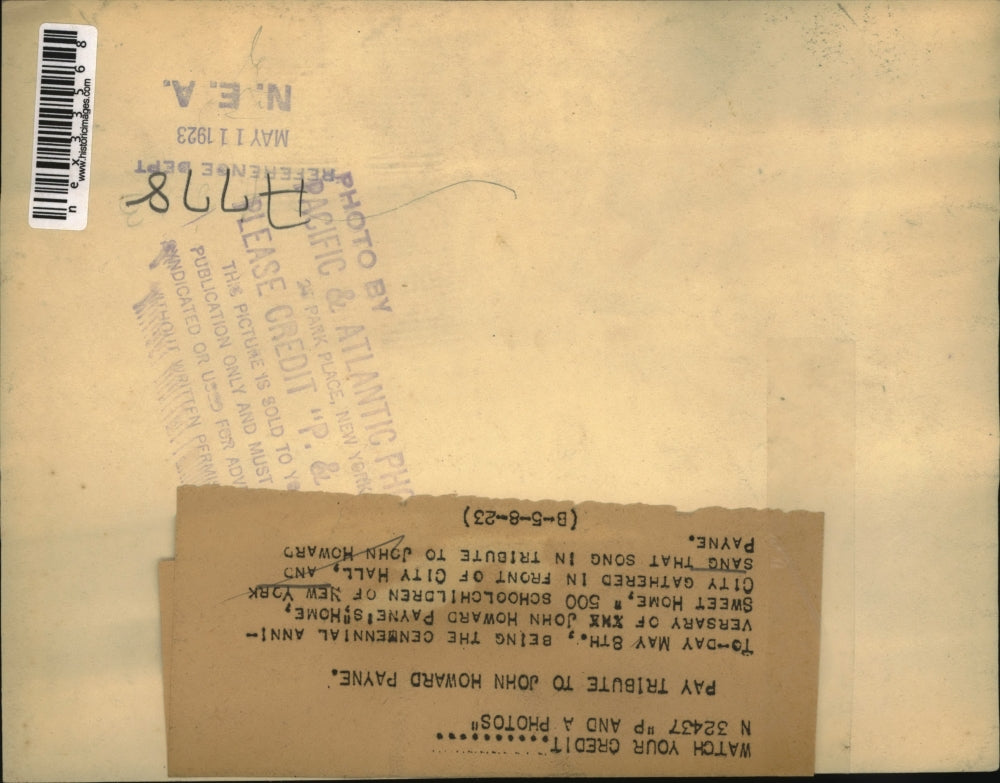 WATCH YOUR CREDIT..........
N 32437 "P AND A PHOTOS"
PAY TRIBUTE TO JOHN HOWARD PAYNE.
TO-DAY MAY 8TH., BEING THE CENTENNIAL ANNI-
VERSARY OF XHX JOHN HOWARD PAYNE'S,"HOME,
SWEET HOME," 500 SCHOOLCHILDREN OF NEW YORK
CITY GATHERED IN FRONT OF CITY HALL, AND
SANG THAT SONG IN TRIBUTE TO JOHN HOWARD
PAYNE.
(B-5-8-23)
PHOTO BY
PACIFIC & ATLANTIC PHO
25 PARK PLACE, NEW YORK
PLEASE CREDIT "P. &
THIS PICTURE IS SOLD TO YO
PUBLICATION ONLY AND MUST
SYNDICATED OR USED FOR ADV
WITHOUT WRITTEN PERMI
REFERENCE DEPT
MAY 11 1923
N. E. A.
www.historicimages.com
nex335568